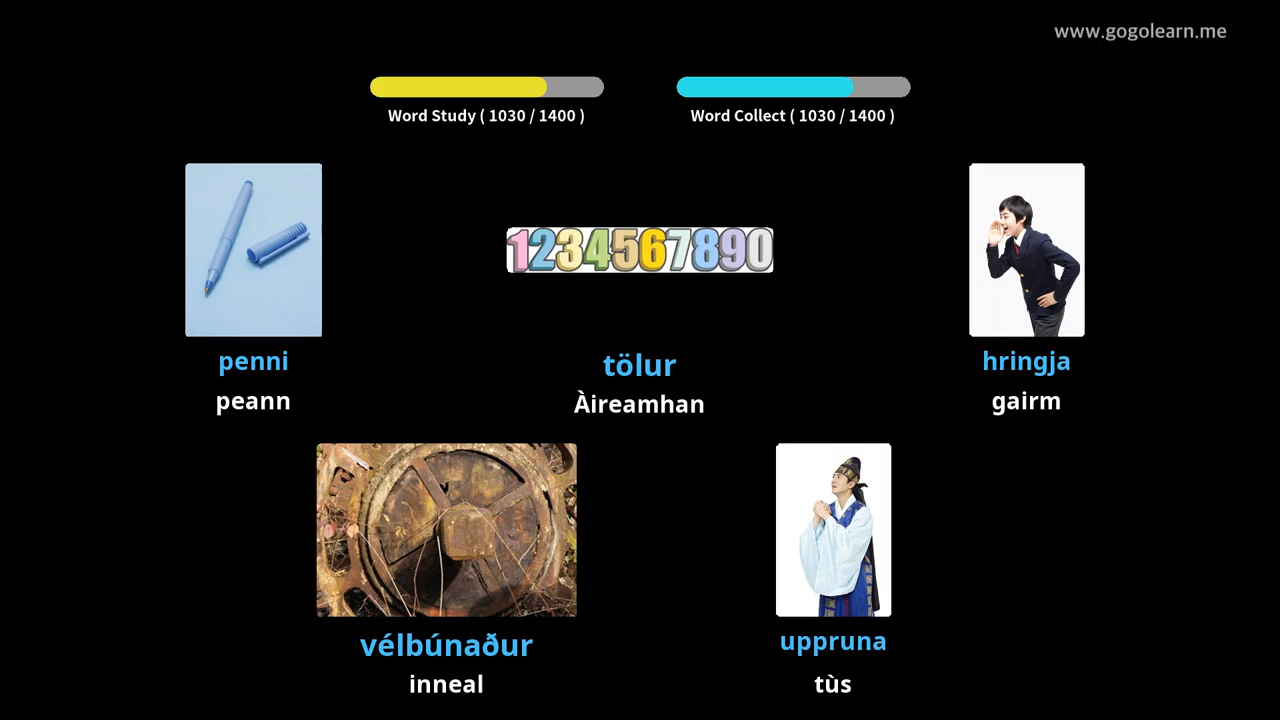 www.gogolearn.me
Word Study ( 1030 / 1400 )
Word Collect ( 1030 / 1400 )
1234567890
penni
peann
tölur
Àireamhan
hringja
gairm
vélbúnaður
inneal
uppruna
tùs